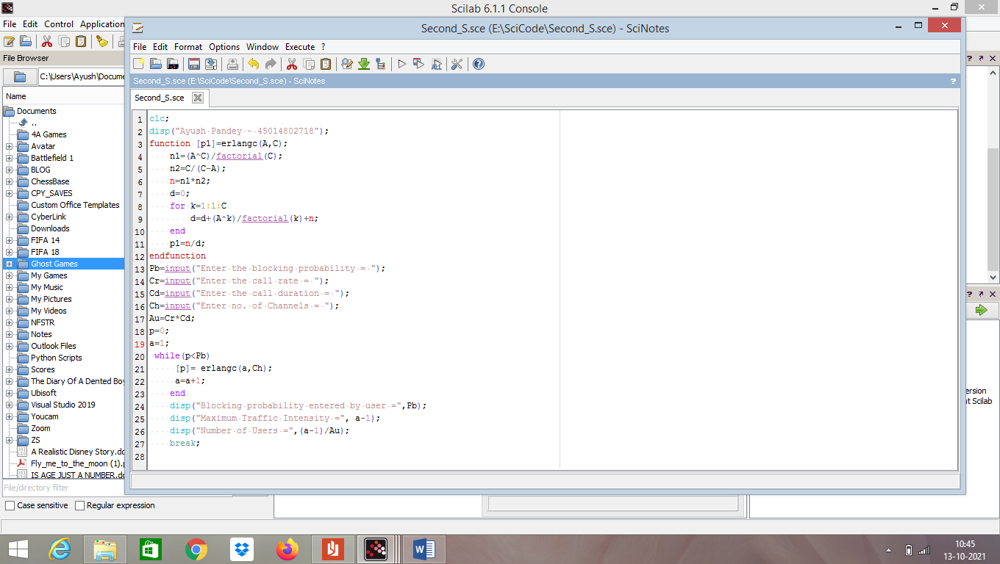 Scilab 6.1.1 Console
File Edit Control Application
File Browser
C:\Users\Ayush\Docume
Name
Documents
..
4A Games
Avatar
Battlefield 1
BLOG
ChessBase
CPY_SAVES
Custom Office Templates
CyberLink
Downloads
FIFA 14
FIFA 18
Ghost Games
My Games
My Music
My Pictures
My Videos
NFSTR
Notes
Outlook Files
Python Scripts
Scores
The Diary Of A Dented Boy
Ubisoft
Visual Studio 2019
Youcam
Zoom
ZS
A Realistic Disney Story.do
Fly_me_to_the_moon (1).p
IS AGE JUST A NUMBER.do
File/directory filter
Case sensitive Regular expression
Second_S.sce (E:\SciCode\Second_S.sce) - SciNotes
File Edit Format Options Window Execute ?
Second_S.sce (E:\SciCode\Second_S.sce) - SciNotes ?
Second_S.sce
1 clc;
2 disp("Ayush Pandey - 45014802718");
3 function [p1]=erlangc(A,C);
4 n1=(A^C)/factorial(C);
5 n2=C/(C-A);
6 n=n1*n2;
7 d=0;
8 for k=1:1:C
9 d=d+(A^k)/factorial(k)+n;
10 end
11 p1=n/d;
12 endfunction
13 Pb=input("Enter the blocking probability = ");
14 Cr=input("Enter the call rate = ");
15 Cd=input("Enter the call duration = ");
16 Ch=input("Enter no. of Channels = ");
17 Au=Cr*Cd;
18 p=0;
19 a=1;
20 while(p<Pb)
21 [p]= erlangc(a,Ch);
22 a=a+1;
23 end
24 disp("Blocking probability entered by user =",Pb);
25 disp("Maximum Traffic Intensity =", a-1);
26 disp("Number of Users =",(a-1)/Au);
27 break;
28
? 
?
ersion
t Scilab
10:45
13-10-2021